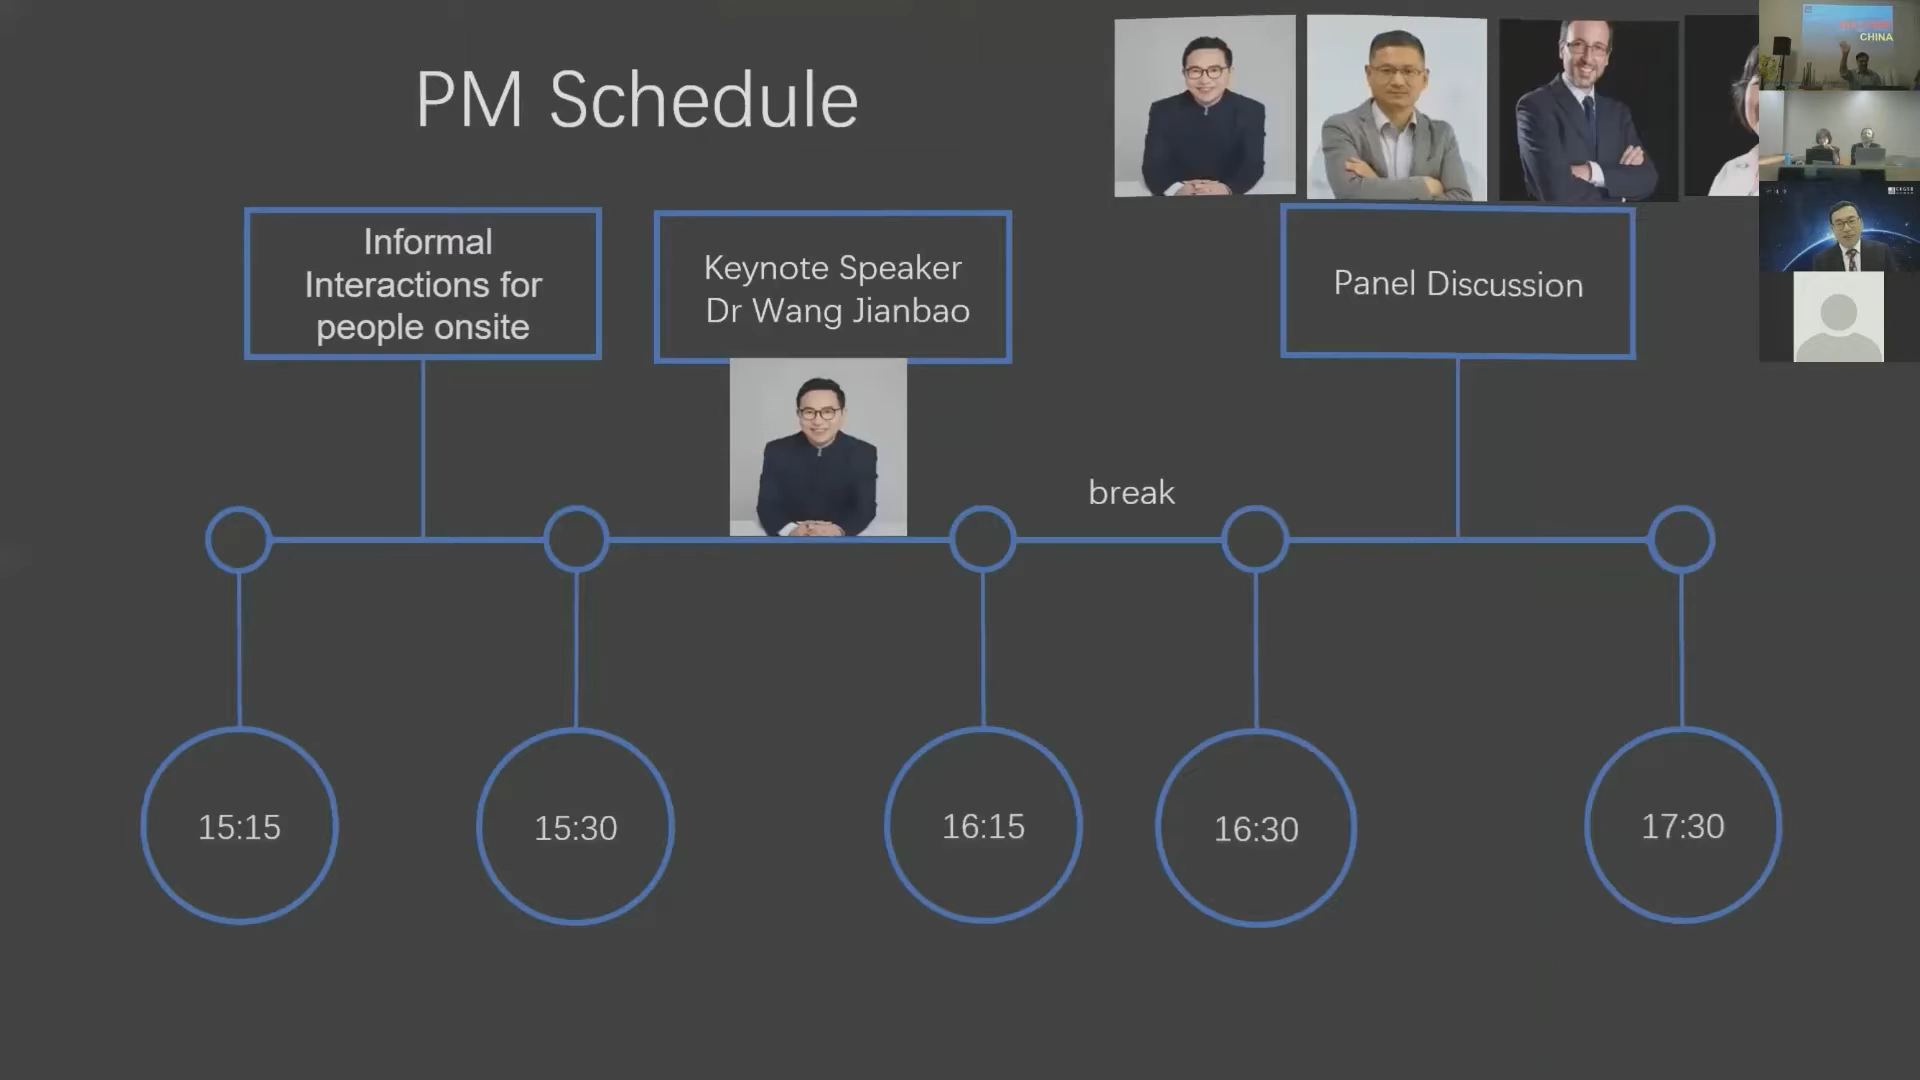 PM Schedule
CHINA
Informal
Interactions for
people onsite
Keynote Speaker
Dr Wang Jianbao
Panel Discussion
break
15:15
15:30
16:15
16:30
17:30